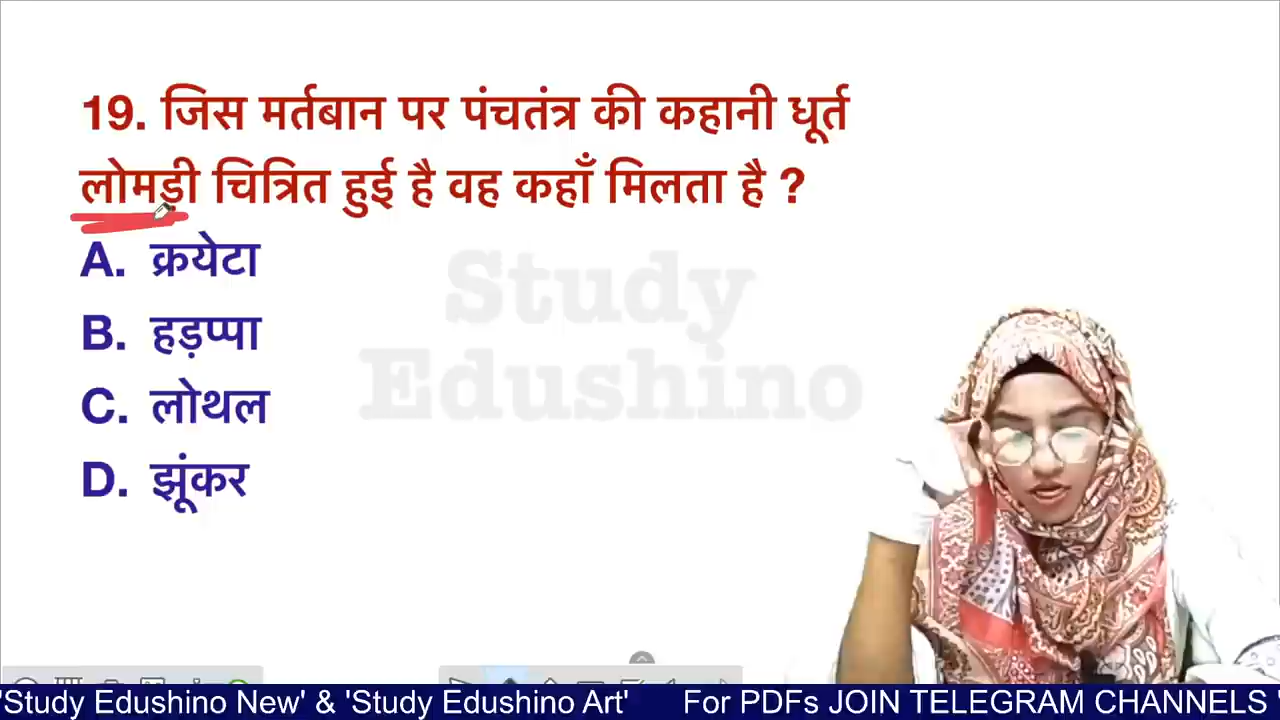 19. जिस मर्तबान पर पंचतंत्र की कहानी धूर्त
लोमड़ी चित्रित हुई है वह कहाँ मिलता है ?
A. क्रयेटा
B. हड़प्पा
C. लोथल
D. झूंकर
Study
Edushino
'Study Edushino New' & 'Study Edushino Art' For PDFs JOIN TELEGRAM CHANNELS